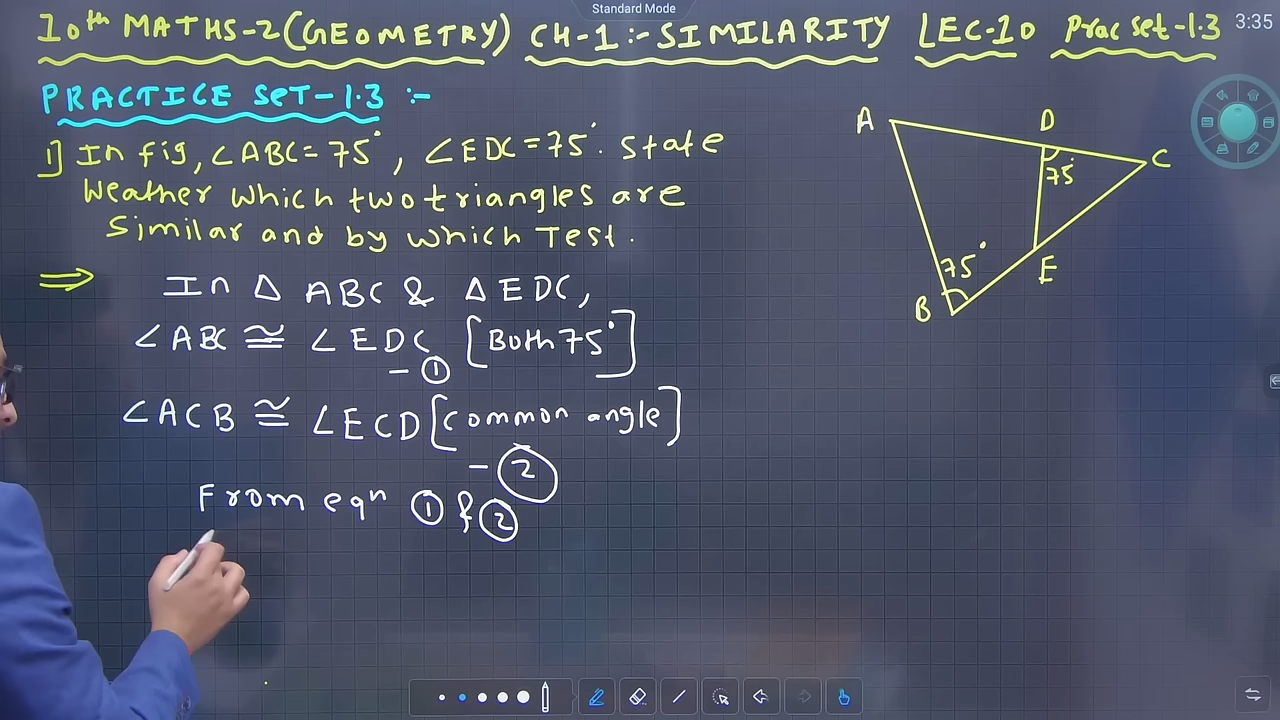 Standard Mode
3:35
10th MATHS-2 (GEOMETRY) CH-1:- SIMILARITY LEC-10 Prac Set-1.3
PRACTICE SET-1.3 :-
1] In fig, ∠ABC = 75°, ∠EDC = 75°. State
Weather which two triangles are
Similar and by which Test.
⇒ In Δ ABC & Δ EDC,
∠ABC ≅ ∠EDC [Both 75°]
- ①
∠ACB ≅ ∠ECD [Common angle]
- ②
From eqn ① & ②
A
D
C
75°
E
75°
B